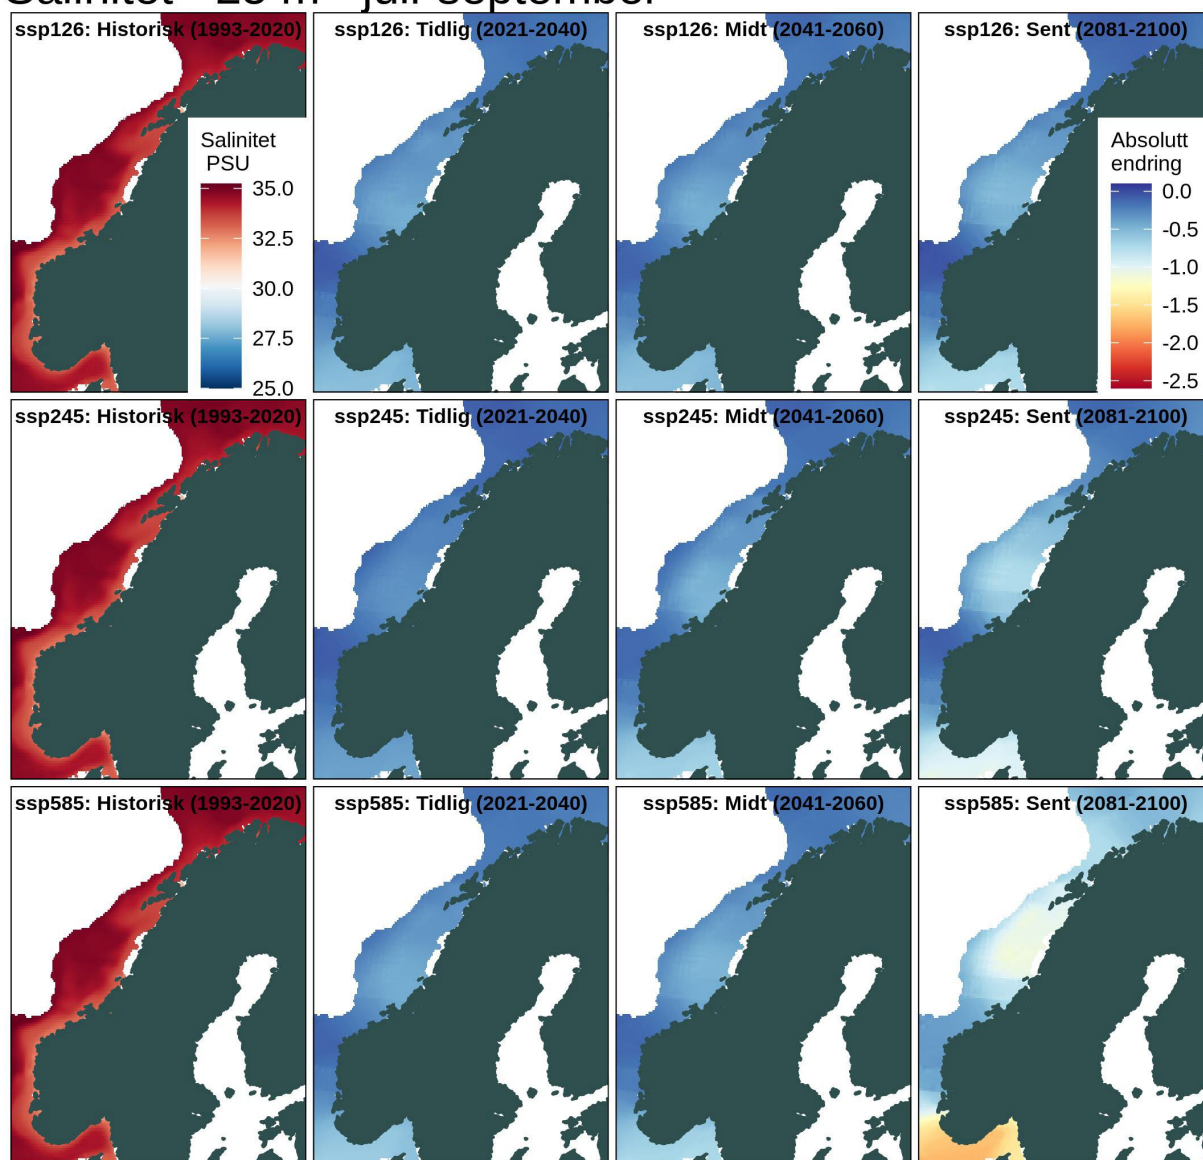 Salinitet m juli-september
ssp126: Historisk (1993-2020)
ssp126: Tidlig (2021-2040)
ssp126: Midt (2041-2060)
ssp126: Sent (2081-2100)
Salinitet
PSU
35.0
32.5
30.0
27.5
25.0
Absolutt
endring
0.0
-0.5
-1.0
-1.5
-2.0
-2.5
ssp245: Historisk (1993-2020)
ssp245: Tidlig (2021-2040)
ssp245: Midt (2041-2060)
ssp245: Sent (2081-2100)
ssp585: Historisk (1993-2020)
ssp585: Tidlig (2021-2040)
ssp585: Midt (2041-2060)
ssp585: Sent (2081-2100)